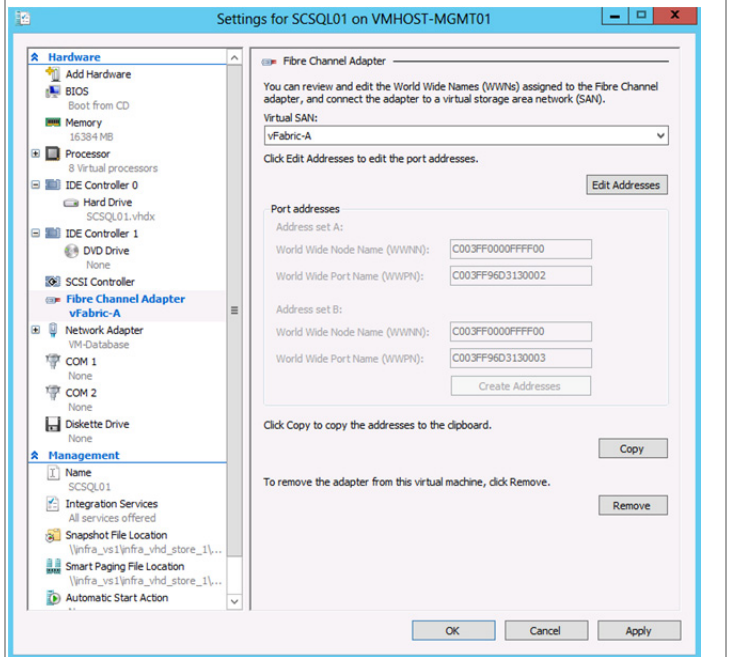 Settings for SCSQL01 on VMHOST-MGMT01
Hardware
Add Hardware
BIOS
Boot from CD
Memory
16384 MB
Processor
8 Virtual processors
IDE Controller 0
Hard Drive
SCSQL01.vhdx
IDE Controller 1
DVD Drive
None
SCSI Controller
Fibre Channel Adapter
vFabric-A
Network Adapter
VM-Database
COM 1
None
COM 2
None
Diskette Drive
None
Management
Name
SCSQL01
Integration Services
All services offered
Snapshot File Location
\\infra_vs1\infra_vhd_store_1\...
Smart Paging File Location
\\infra_vs1\infra_vhd_store_1\...
Automatic Start Action
Fibre Channel Adapter
You can review and edit the World Wide Names (WWNs) assigned to the Fibre Channel
adapter, and connect the adapter to a virtual storage area network (SAN).
Virtual SAN:
vFabric-A
Click Edit Addresses to edit the port addresses.
Edit Addresses
Port addresses
Address set A:
World Wide Node Name (WWNN): C003FF0000FFFF00
World Wide Port Name (WWPN): C003FF96D3130002
Address set B:
World Wide Node Name (WWNN): C003FF0000FFFF00
World Wide Port Name (WWPN): C003FF96D3130003
Create Addresses
Click Copy to copy the addresses to the clipboard.
Copy
To remove the adapter from this virtual machine, click Remove.
Remove
OK Cancel Apply